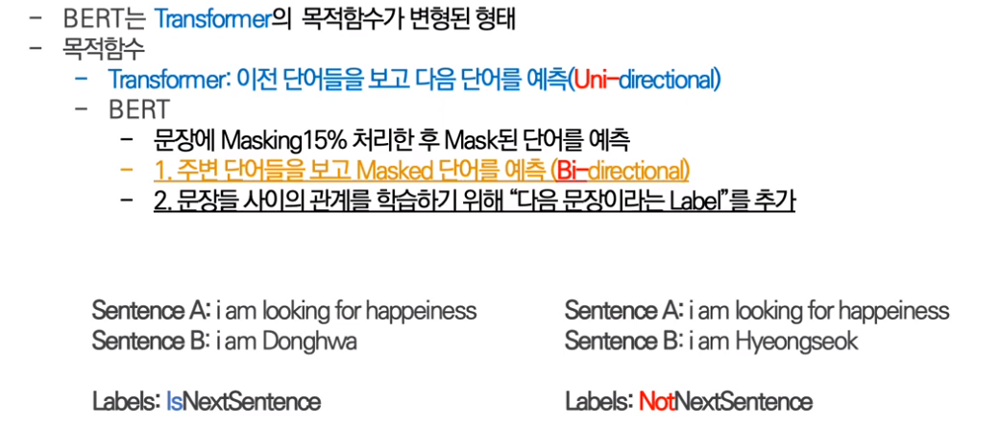 - BERT는 Transformer의 목적함수가 변형된 형태
- 목적함수
- Transformer: 이전 단어들을 보고 다음 단어를 예측(Uni-directional)
- BERT
- 문장에 Masking15% 처리한 후 Mask된 단어를 예측
- 1. 주변 단어들을 보고 Masked 단어를 예측 (Bi-directional)
- 2. 문장들 사이의 관계를 학습하기 위해 “다음 문장이라는 Label”를 추가
Sentence A: i am looking for happeiness
Sentence B: i am Donghwa
Labels: IsNextSentence
Sentence A: i am looking for happeiness
Sentence B: i am Hyeongseok
Labels: NotNextSentence